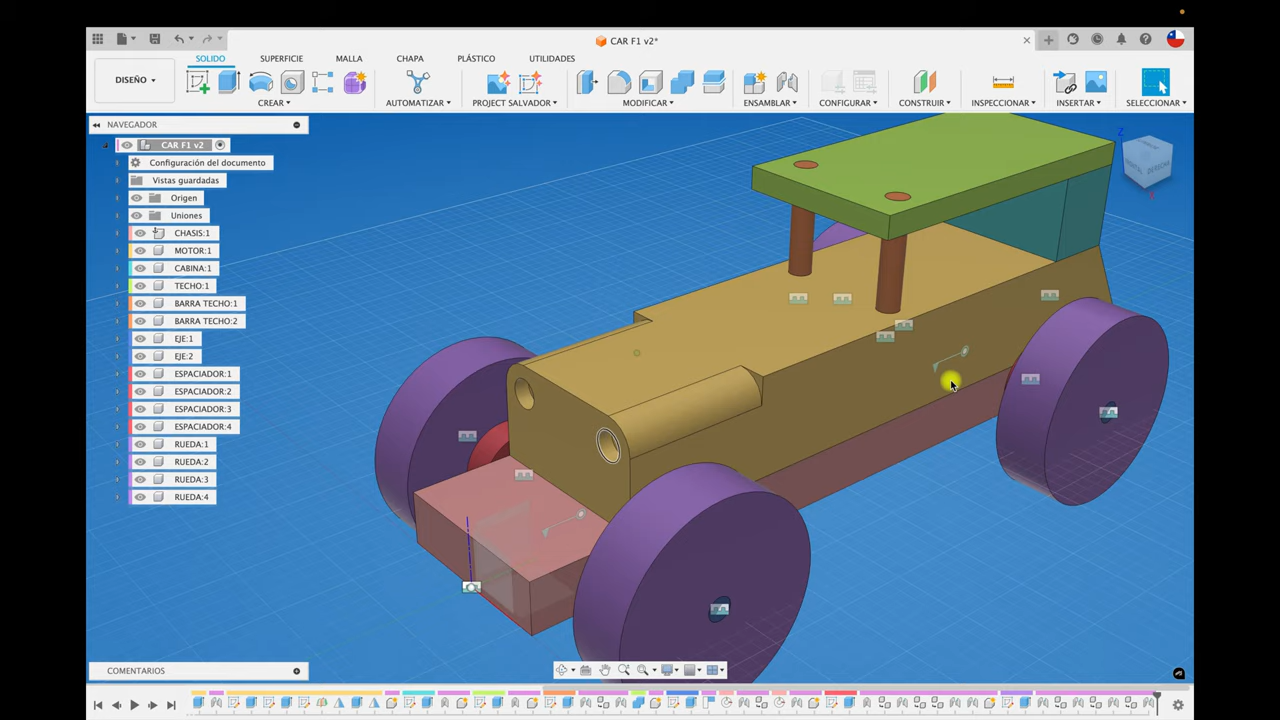 CAR F1 v2*
DISEÑO
SOLIDO SUPERFICIE MALLA CHAPA PLÁSTICO UTILIDADES
CREAR AUTOMATIZAR PROJECT SALVADOR MODIFICAR ENSAMBLAR CONFIGURAR CONSTRUIR INSPECCIONAR INSERTAR SELECCIONAR
NAVEGADOR
CAR F1 v2
Configuración del documento
Vistas guardadas
Origen
Uniones
CHASIS:1
MOTOR:1
CABINA:1
TECHO:1
BARRA TECHO:1
BARRA TECHO:2
EJE:1
EJE:2
ESPACIADOR:1
ESPACIADOR:2
ESPACIADOR:3
ESPACIADOR:4
RUEDA:1
RUEDA:2
RUEDA:3
RUEDA:4
Z
X
COMENTARIOS